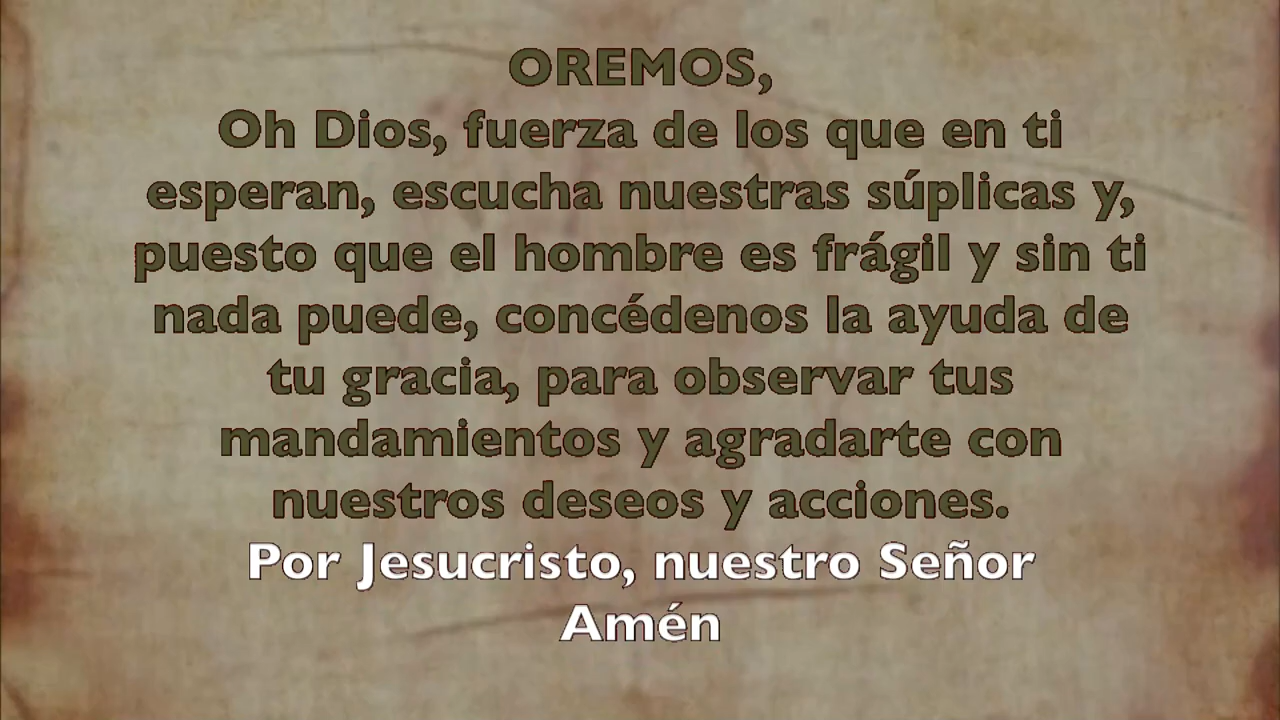 OREMOS,
Oh Dios, fuerza de los que en ti
esperan, escucha nuestras súplicas y,
puesto que el hombre es frágil y sin ti
nada puede, concédenos la ayuda de
tu gracia, para observar tus
mandamientos y agradarte con
nuestros deseos y acciones.
Por Jesucristo, nuestro Señor
Amén